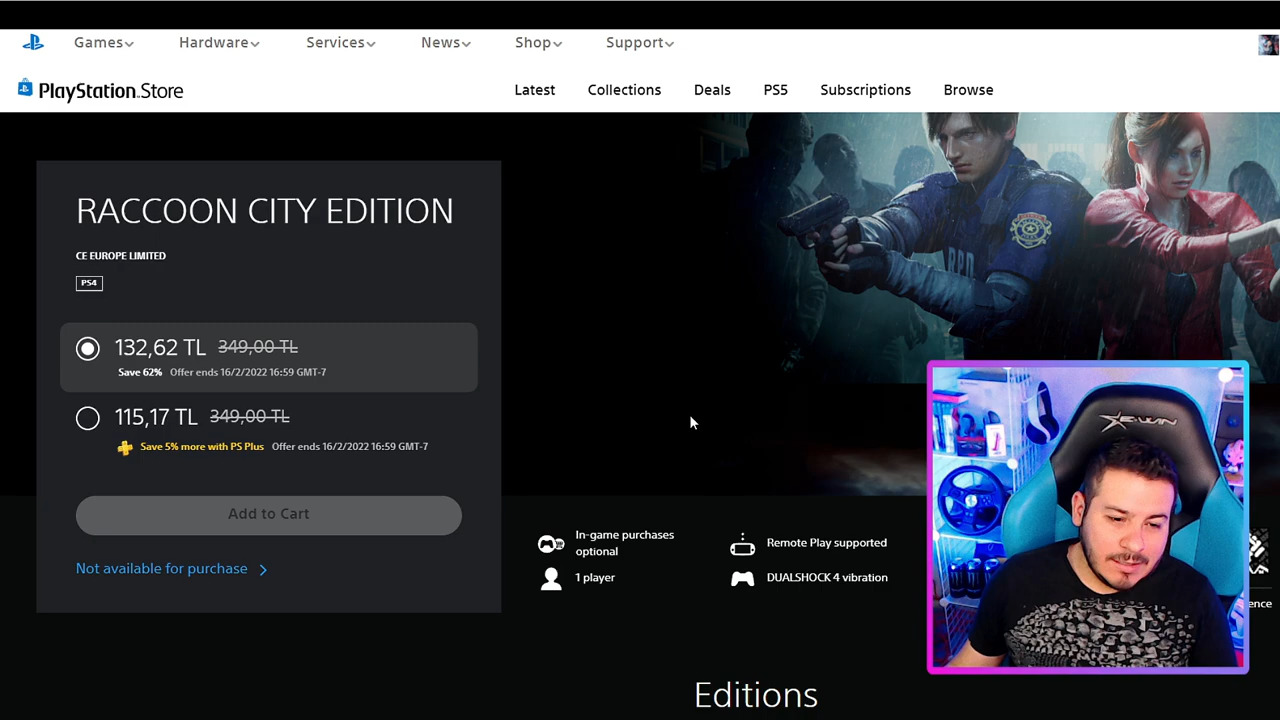 Games
Hardware
Services
News
Shop
Support
PlayStation.Store
Latest
Collections
Deals
PS5
Subscriptions
Browse
RACCOON CITY EDITION
CE EUROPE LIMITED
PS4
132,62 TL 349,00 TL
Save 62% Offer ends 16/2/2022 16:59 GMT-7
115,17 TL 349,00 TL
Save 5% more with PS Plus Offer ends 16/2/2022 16:59 GMT-7
Add to Cart
Not available for purchase
In-game purchases
optional
1 player
Remote Play supported
DUALSHOCK 4 vibration
ence
Editions
R.P.D.
E-WIN